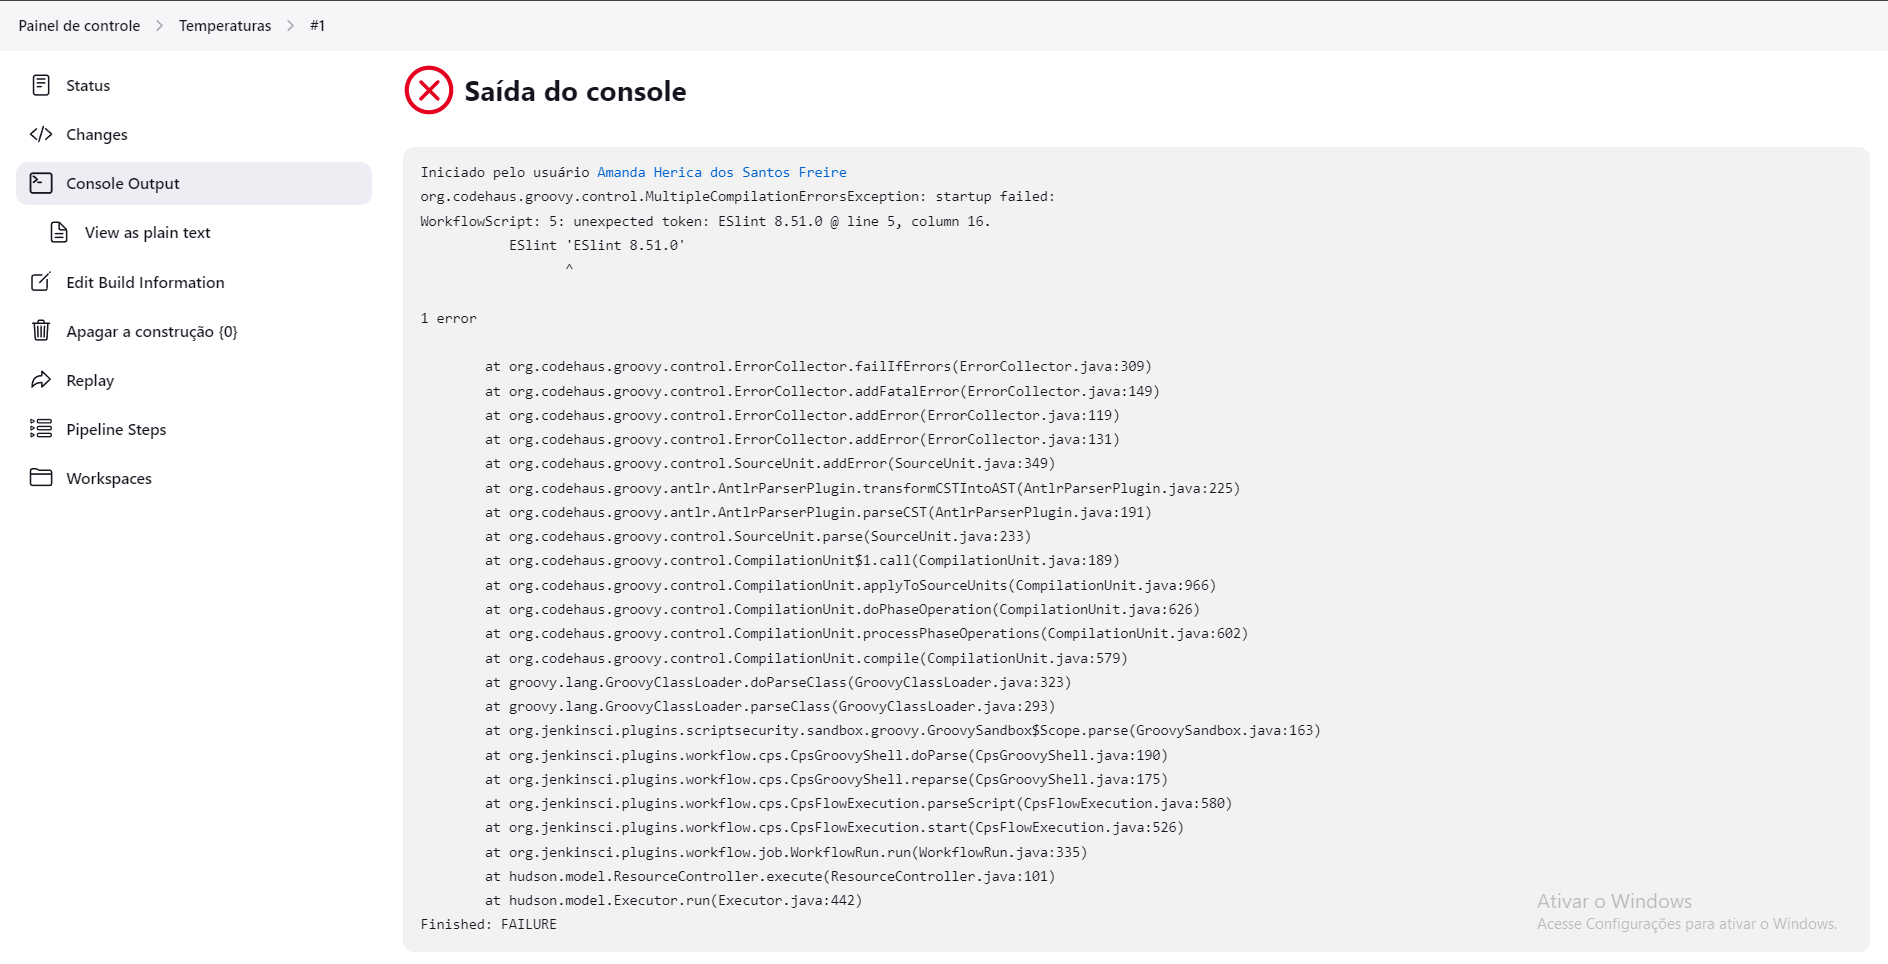 Painel de controle > Temperaturas > #1
Status
Changes
Console Output
View as plain text
Edit Build Information
Apagar a construção {0}
Replay
Pipeline Steps
Workspaces
Saída do console
Iniciado pelo usuário Amanda Herica dos Santos Freire
org.codehaus.groovy.control.MultipleCompilationErrorsException: startup failed:
WorkflowScript: 5: unexpected token: ESlint 8.51.0 @ line 5, column 16.
ESlint 'ESlint 8.51.0'
^
1 error
at org.codehaus.groovy.control.ErrorCollector.failIfErrors(ErrorCollector.java:309)
at org.codehaus.groovy.control.ErrorCollector.addFatalError(ErrorCollector.java:149)
at org.codehaus.groovy.control.ErrorCollector.addError(ErrorCollector.java:119)
at org.codehaus.groovy.control.ErrorCollector.addError(ErrorCollector.java:131)
at org.codehaus.groovy.control.SourceUnit.addError(SourceUnit.java:349)
at org.codehaus.groovy.antlr.AntlrParserPlugin.transformCSTIntoAST(AntlrParserPlugin.java:225)
at org.codehaus.groovy.antlr.AntlrParserPlugin.parseCST(AntlrParserPlugin.java:191)
at org.codehaus.groovy.control.SourceUnit.parse(SourceUnit.java:233)
at org.codehaus.groovy.control.CompilationUnit$1.call(CompilationUnit.java:189)
at org.codehaus.groovy.control.CompilationUnit.applyToSourceUnits(CompilationUnit.java:966)
at org.codehaus.groovy.control.CompilationUnit.doPhaseOperation(CompilationUnit.java:626)
at org.codehaus.groovy.control.CompilationUnit.processPhaseOperations(CompilationUnit.java:602)
at org.codehaus.groovy.control.CompilationUnit.compile(CompilationUnit.java:579)
at groovy.lang.GroovyClassLoader.doParseClass(GroovyClassLoader.java:323)
at groovy.lang.GroovyClassLoader.parseClass(GroovyClassLoader.java:293)
at org.jenkinsci.plugins.scriptsecurity.sandbox.groovy.GroovySandbox$Scope.parse(GroovySandbox.java:163)
at org.jenkinsci.plugins.workflow.cps.CpsGroovyShell.doParse(CpsGroovyShell.java:190)
at org.jenkinsci.plugins.workflow.cps.CpsGroovyShell.reparse(CpsGroovyShell.java:175)
at org.jenkinsci.plugins.workflow.cps.CpsFlowExecution.parseScript(CpsFlowExecution.java:580)
at org.jenkinsci.plugins.workflow.cps.CpsFlowExecution.start(CpsFlowExecution.java:526)
at org.jenkinsci.plugins.workflow.job.WorkflowRun.run(WorkflowRun.java:335)
at hudson.model.ResourceController.execute(ResourceController.java:101)
at hudson.model.Executor.run(Executor.java:442)
Finished: FAILURE
Ativar o Windows
Acesse Configurações para ativar o Windows.